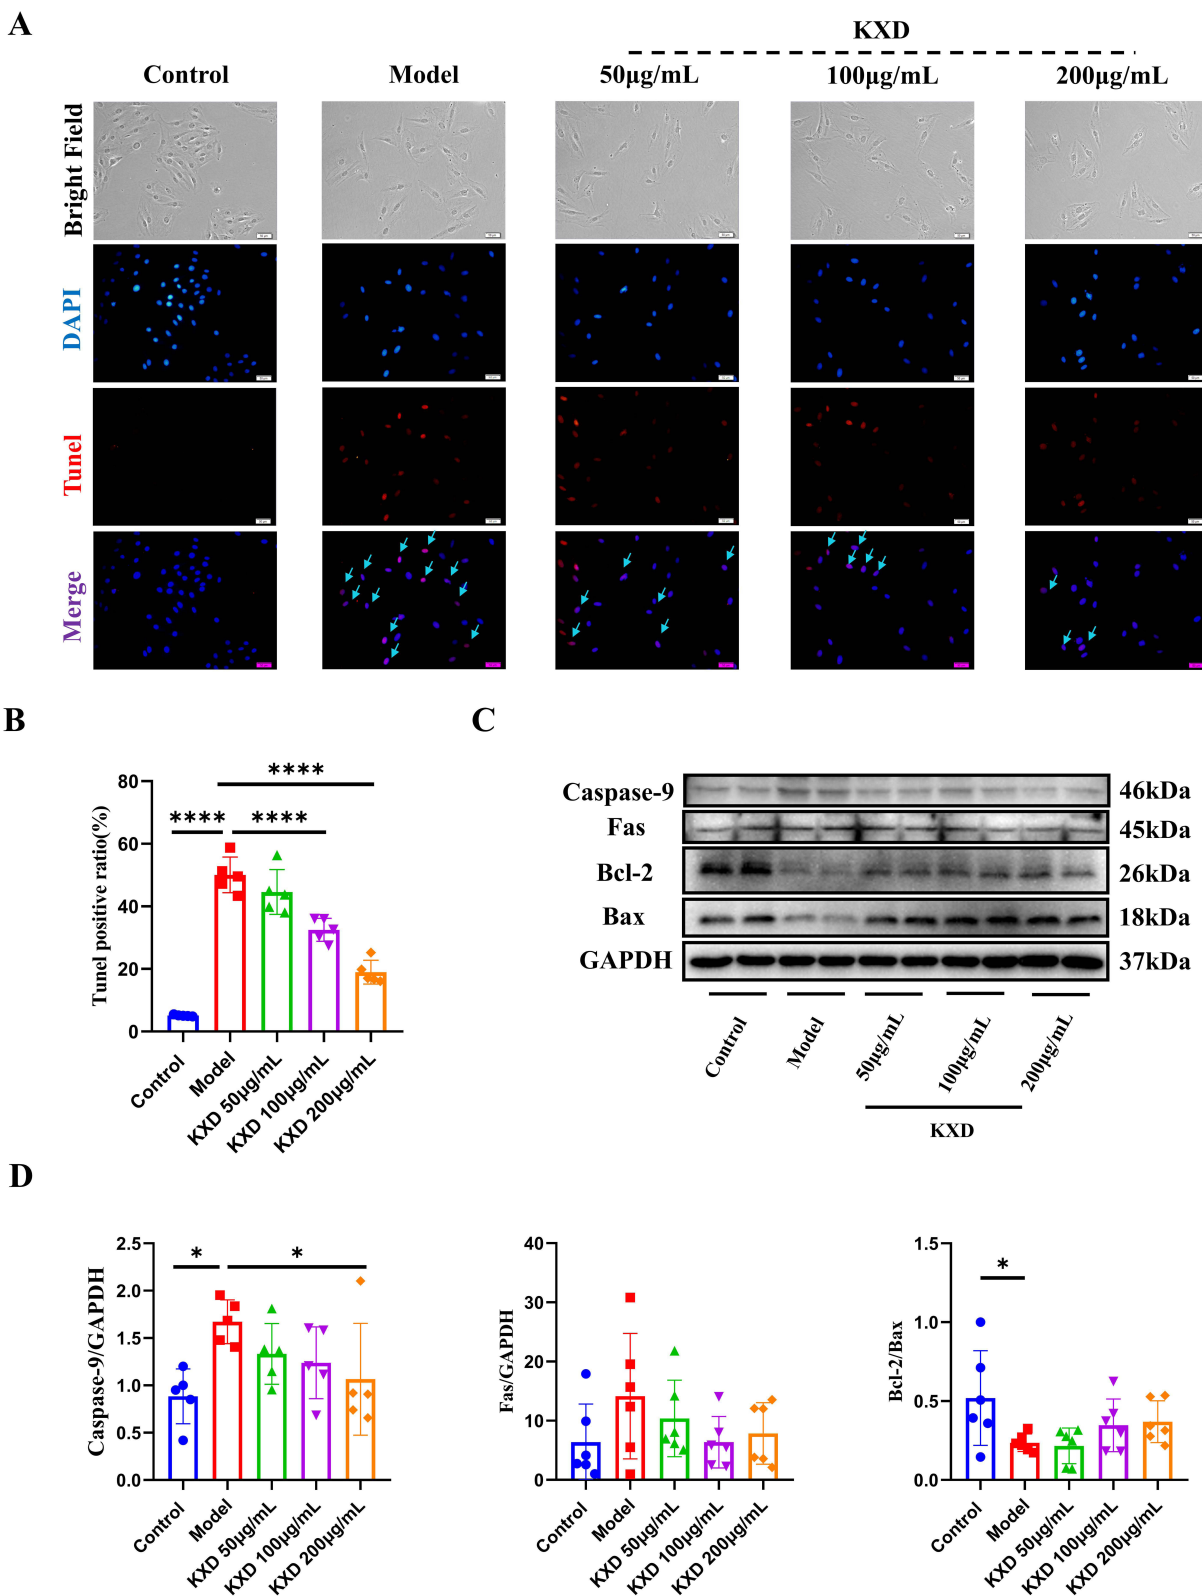 A
KXD
Control Model 50μg/mL 100μg/mL 200μg/mL
Bright Field
DAPI
Tunel
Merge
B
Tunel positive ratio(%)
80
60
40
20
0
**** **** ****
Control
Model
KXD 50μg/mL
KXD 100μg/mL
KXD 200μg/mL
C
Caspase-9 46kDa
Fas 45kDa
Bcl-2 26kDa
Bax 18kDa
GAPDH 37kDa
Control
Model
50μg/mL
100μg/mL
200μg/mL
KXD
D
Caspase-9/GAPDH
2.5
2.0
1.5
1.0
0.5
0.0
* *
Control
Model
KXD 50μg/mL
KXD 100μg/mL
KXD 200μg/mL
Fas/GAPDH
40
30
20
10
0
Control
Model
KXD 50μg/mL
KXD 100μg/mL
KXD 200μg/mL
Bcl-2/Bax
1.5
1.0
0.5
0.0
*
Control
Model
KXD 50μg/mL
KXD 100μg/mL
KXD 200μg/mL